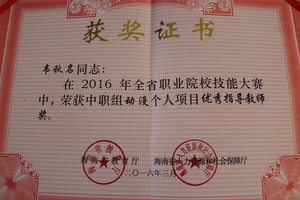 获奖证书
韦秋名同志：
在 2016 年全省职业院校技能大赛
中，荣获中职组动漫个人项目优秀指导教师
奖。
海南省教育厅 海南省人力资源和社会保障厅
二〇一六年三月